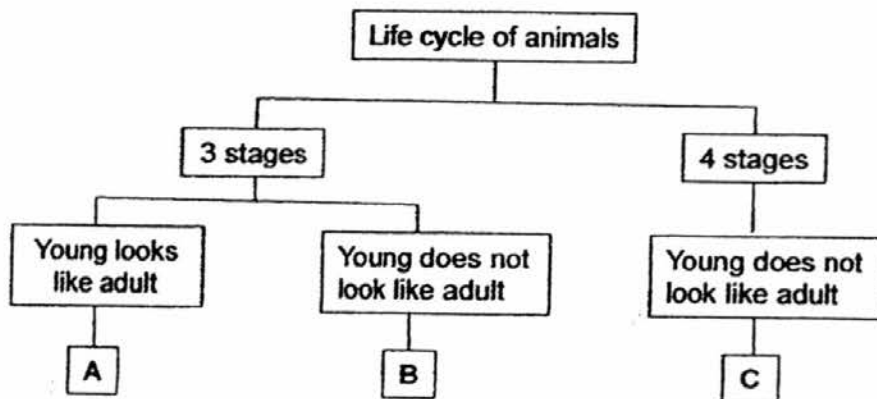 Life cycle of animals
3 stages
4 stages
Young looks
like adult
Young does not
look like adult
Young does not
look like adult
A
B
C